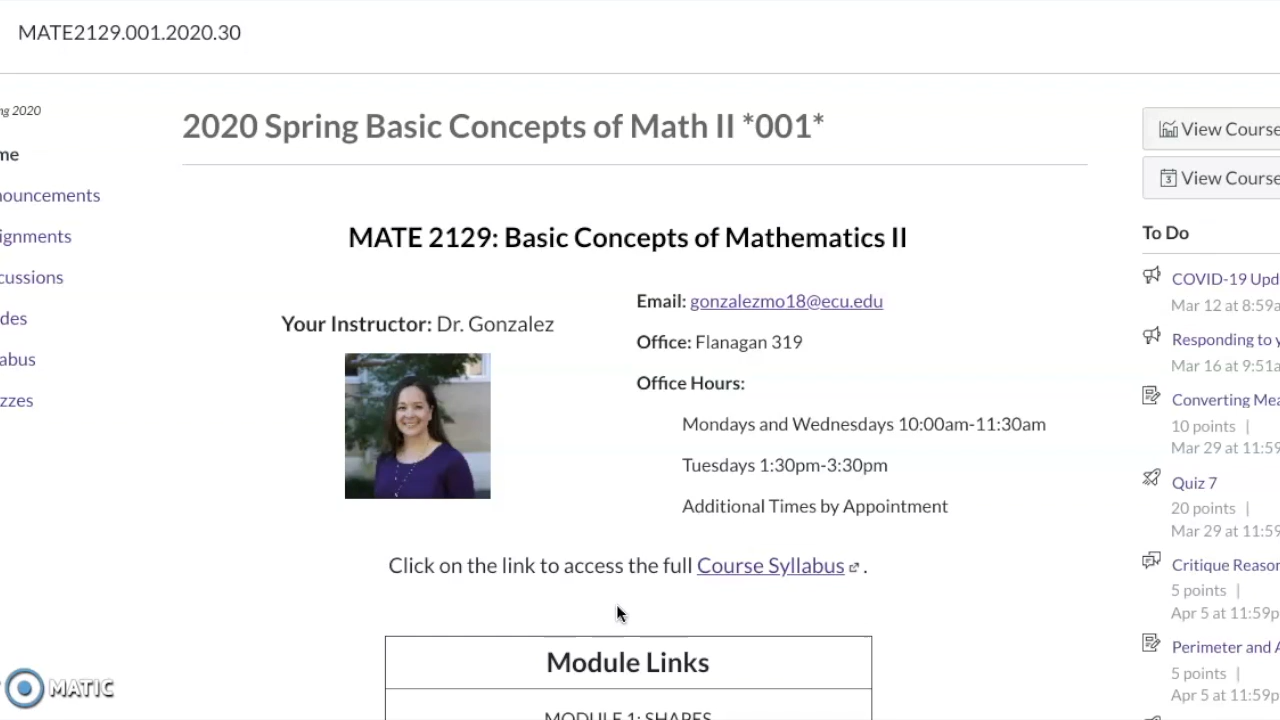 MATE2129.001.2020.30
ng 2020
me
nouncements
ignments
cussions
des
abus
zzes
2020 Spring Basic Concepts of Math II *001*
MATE 2129: Basic Concepts of Mathematics II
Your Instructor: Dr. Gonzalez
Email: gonzalezmo18@ecu.edu
Office: Flanagan 319
Office Hours:
Mondays and Wednesdays 10:00am-11:30am
Tuesdays 1:30pm-3:30pm
Additional Times by Appointment
Click on the link to access the full Course Syllabus .
Module Links
MODULE 1: SHAPES
View Course
3 View Course
To Do
COVID-19 Upd
Mar 12 at 8:59a
Responding to y
Mar 16 at 9:51a
Converting Mea
10 points |
Mar 29 at 11:59
Quiz 7
20 points |
Mar 29 at 11:59
Critique Reason
5 points |
Apr 5 at 11:59p
Perimeter and A
5 points |
Apr 5 at 11:59p
MATIC